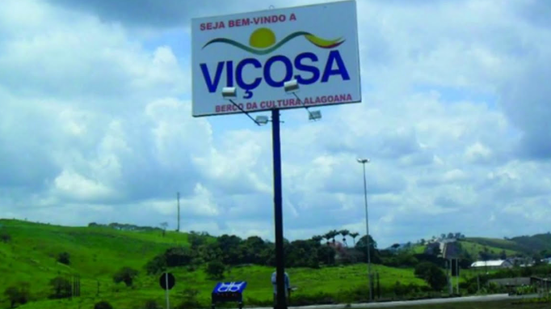 SEJA BEM-VINDO A
VIÇOSA
BERÇO DA CULTURA ALAGOANA